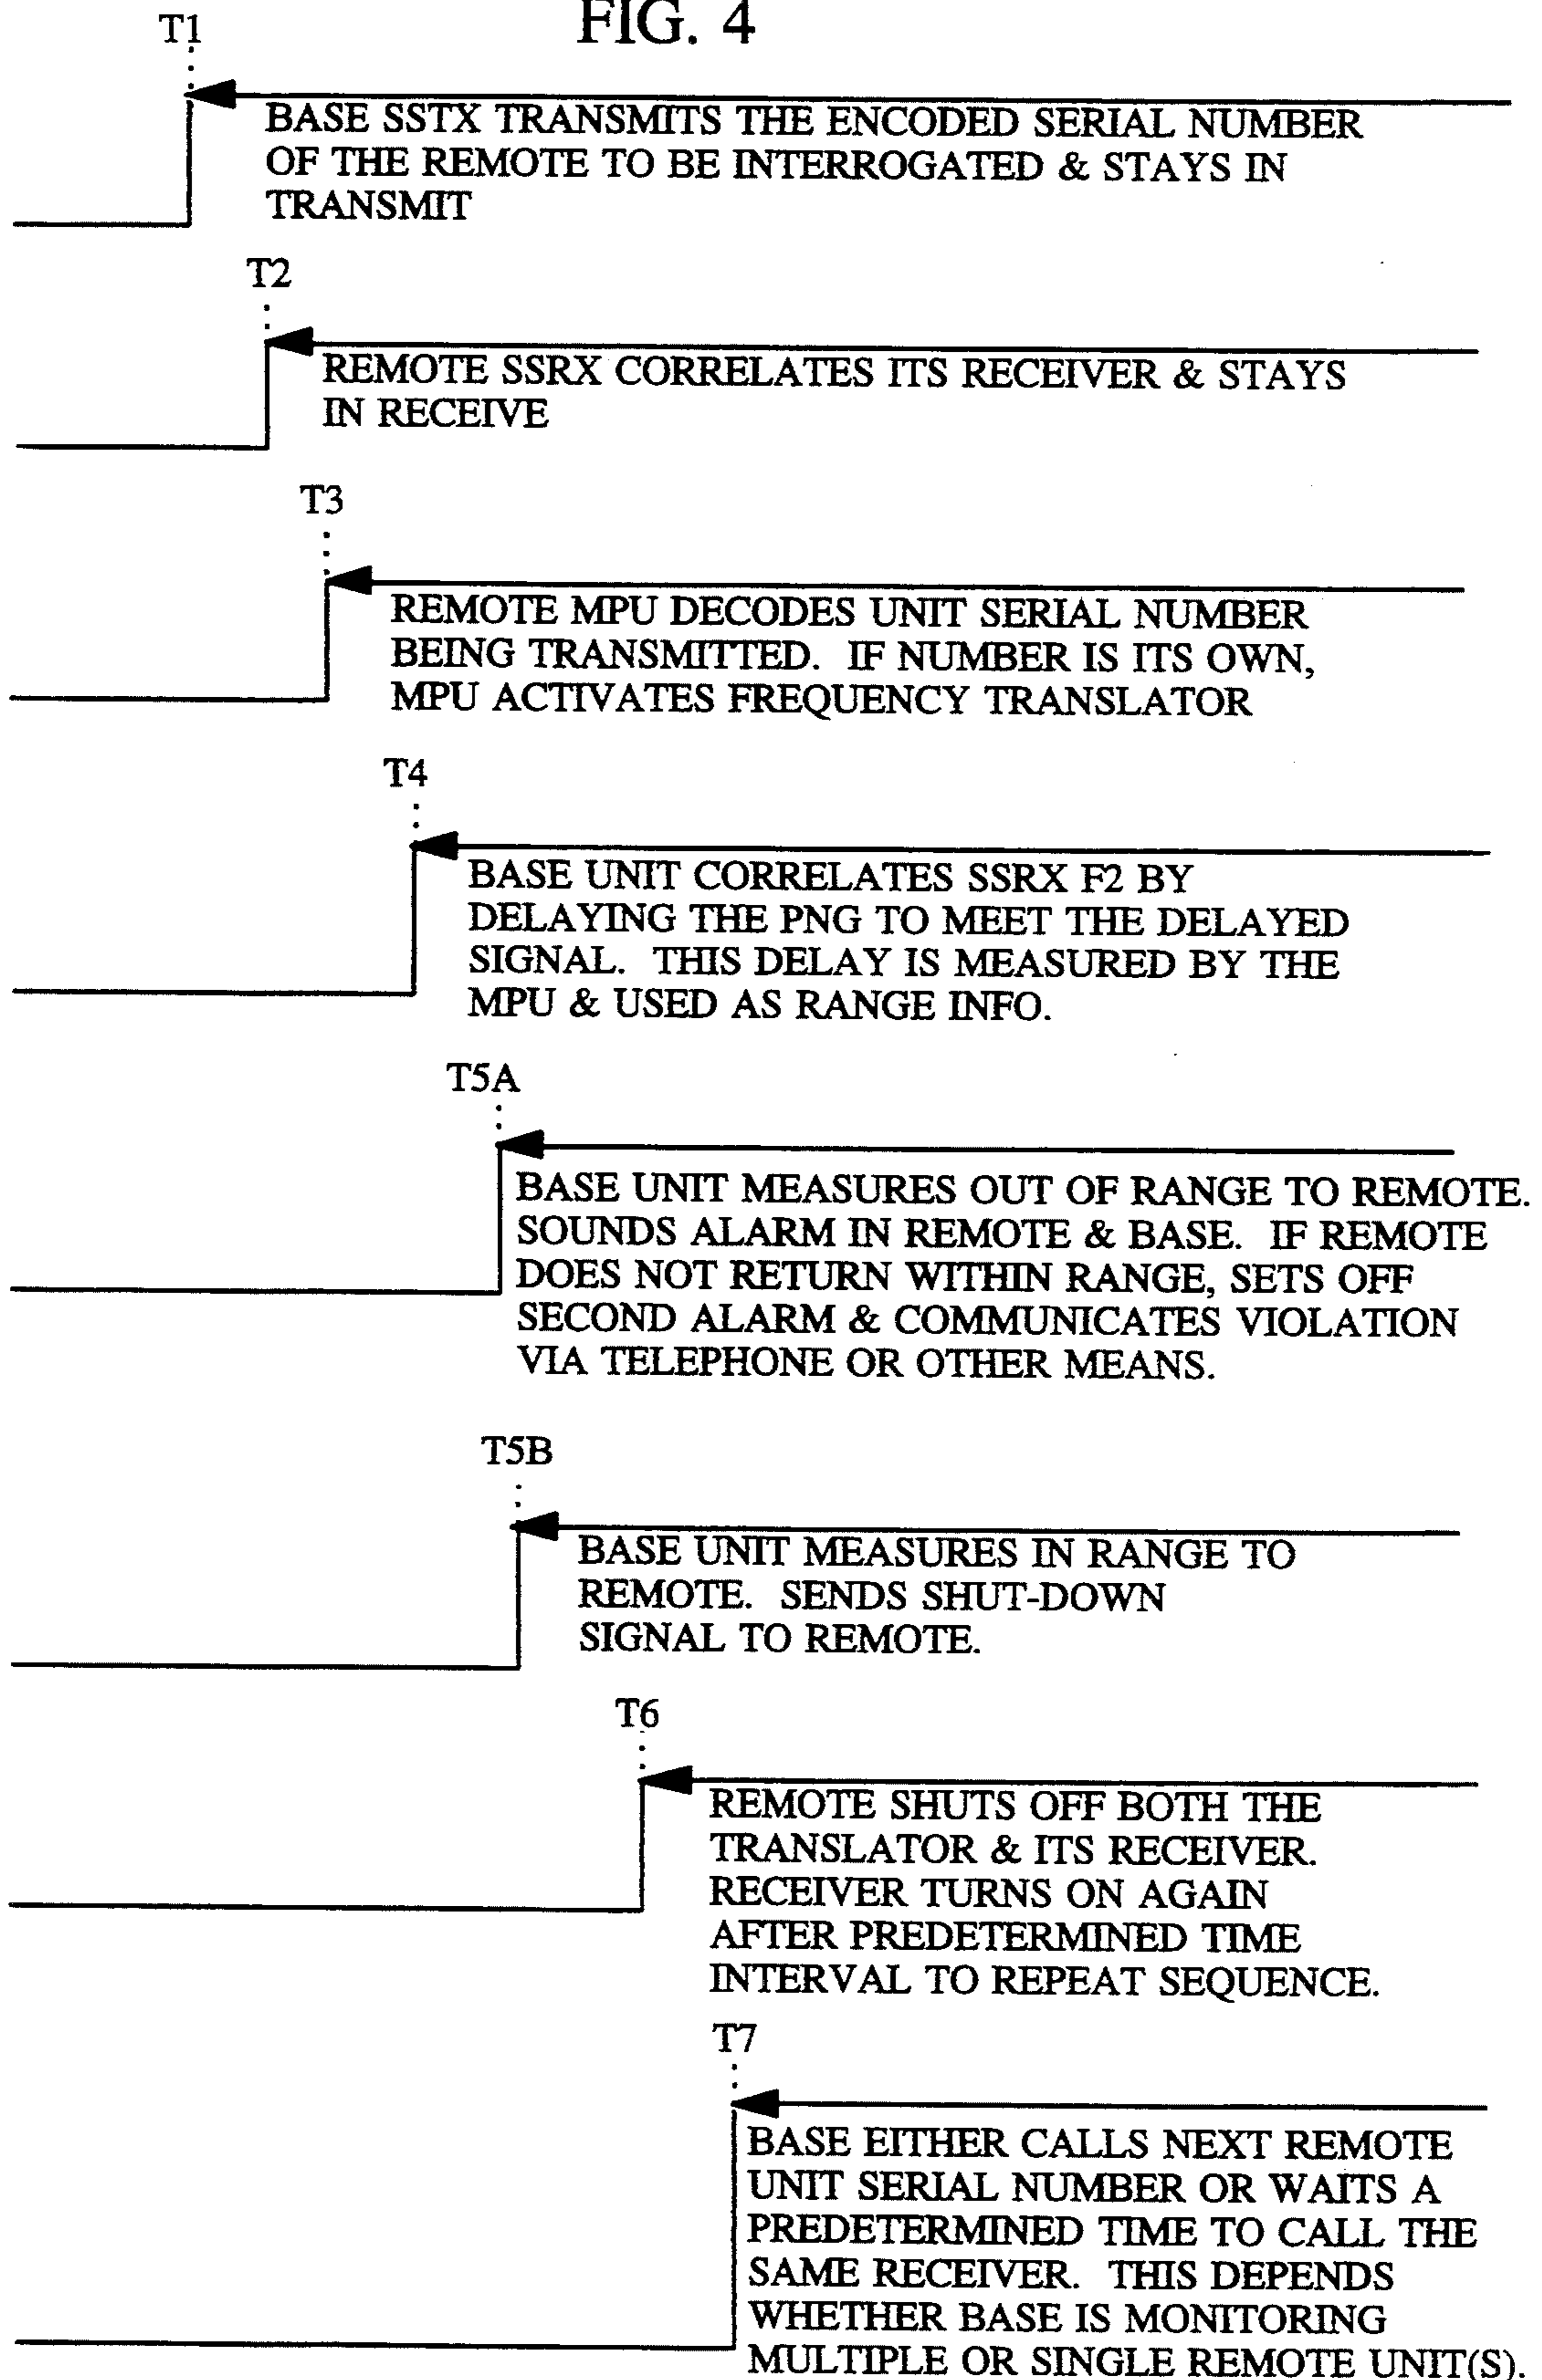 FIG. 4
T1
BASE SSTX TRANSMITS THE ENCODED SERIAL NUMBER
OF THE REMOTE TO BE INTERROGATED & STAYS IN
TRANSMIT
T2
REMOTE SSRX CORRELATES ITS RECEIVER & STAYS
IN RECEIVE
T3
REMOTE MPU DECODES UNIT SERIAL NUMBER
BEING TRANSMITTED. IF NUMBER IS ITS OWN,
MPU ACTIVATES FREQUENCY TRANSLATOR
T4
BASE UNIT CORRELATES SSRX F2 BY
DELAYING THE PNG TO MEET THE DELAYED
SIGNAL. THIS DELAY IS MEASURED BY THE
MPU & USED AS RANGE INFO.
T5A
BASE UNIT MEASURES OUT OF RANGE TO REMOTE.
SOUNDS ALARM IN REMOTE & BASE. IF REMOTE
DOES NOT RETURN WITHIN RANGE, SETS OFF
SECOND ALARM & COMMUNICATES VIOLATION
VIA TELEPHONE OR OTHER MEANS.
T5B
BASE UNIT MEASURES IN RANGE TO
REMOTE. SENDS SHUT-DOWN
SIGNAL TO REMOTE.
T6
REMOTE SHUTS OFF BOTH THE
TRANSLATOR & ITS RECEIVER.
RECEIVER TURNS ON AGAIN
AFTER PREDETERMINED TIME
INTERVAL TO REPEAT SEQUENCE.
T7
BASE EITHER CALLS NEXT REMOTE
UNIT SERIAL NUMBER OR WAITS A
PREDETERMINED TIME TO CALL THE
SAME RECEIVER. THIS DEPENDS
WHETHER BASE IS MONITORING
MULTIPLE OR SINGLE REMOTE UNIT(S).